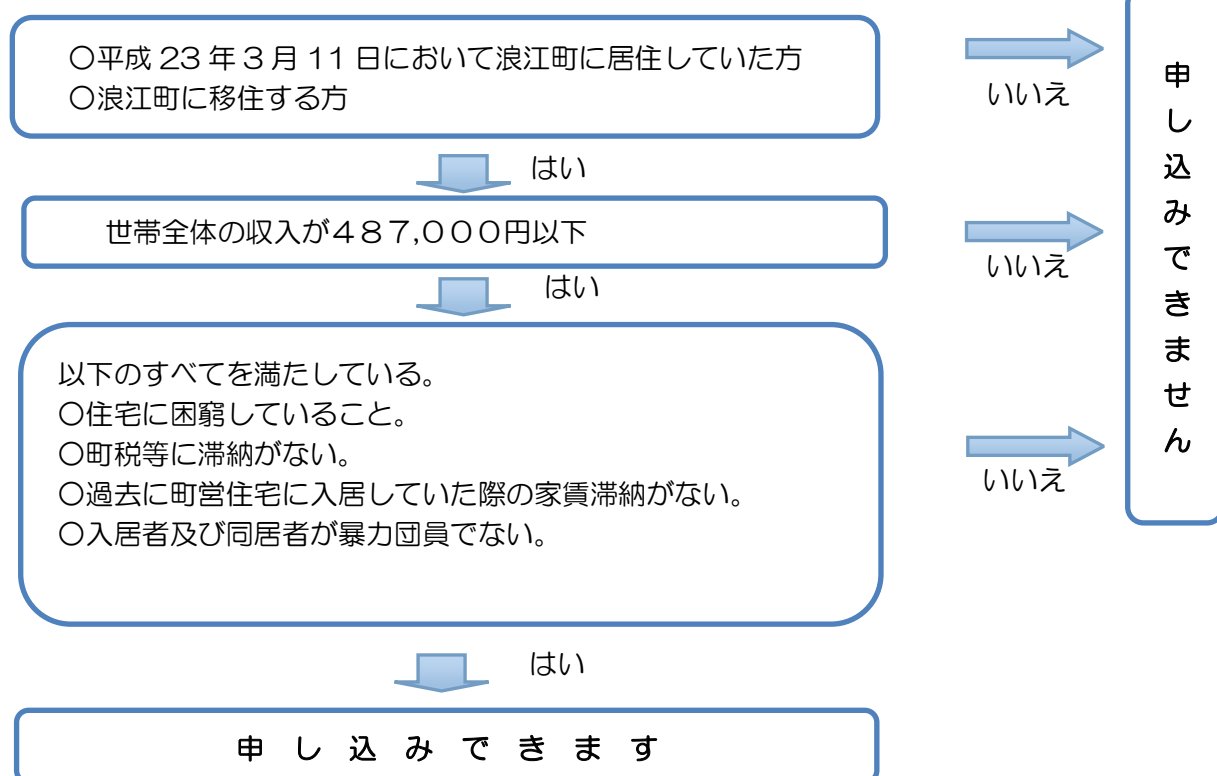 ○平成 23 年 3 月 11 日において浪江町に居住していた方
○浪江町に移住する方
いいえ
はい
世帯全体の収入が４８７,０００円以下
いいえ
はい
以下のすべてを満たしている。
○住宅に困窮していること。
○町税等に滞納がない。
○過去に町営住宅に入居していた際の家賃滞納がない。
○入居者及び同居者が暴力団員でない。
いいえ
はい
申 し 込 み で き ま す
申し込みできません